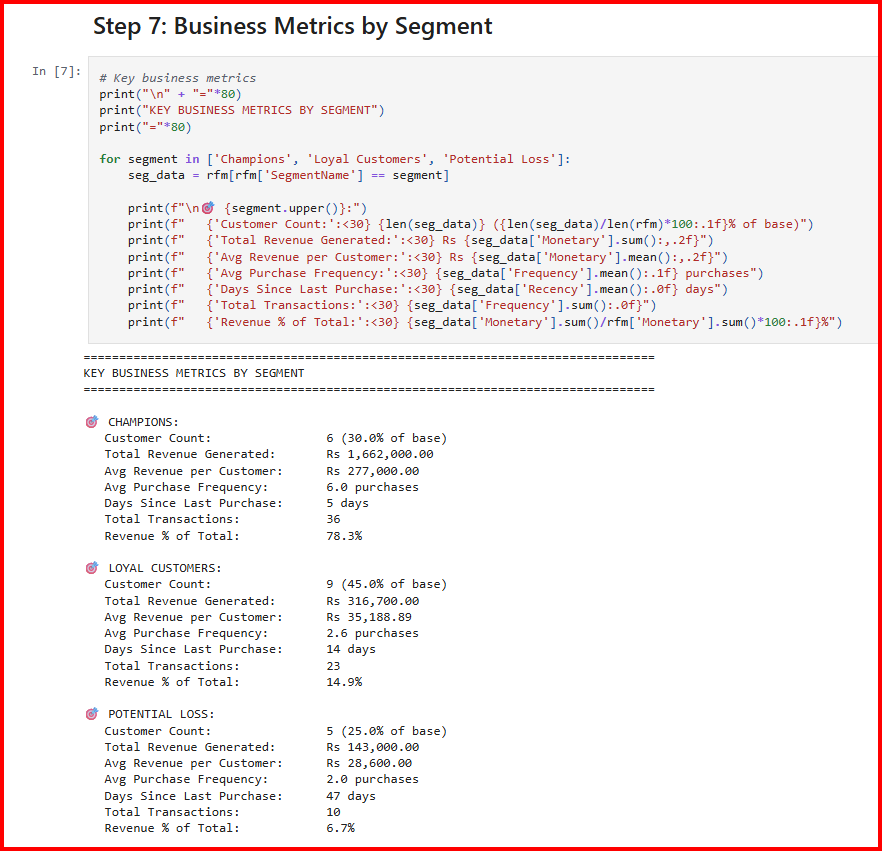 Step 7: Business Metrics by Segment
In [7]:
# Key business metrics
print("\n" + "="*80)
print("KEY BUSINESS METRICS BY SEGMENT")
print("="*80)
for segment in ['Champions', 'Loyal Customers', 'Potential Loss']:
    seg_data = rfm[rfm['SegmentName'] == segment]
    print(f"\n🎯 {segment.upper()}:")
    print(f"   {'Customer Count:':<30} {len(seg_data)} ({len(seg_data)/len(rfm)*100:.1f}% of base)")
    print(f"   {'Total Revenue Generated:':<30} Rs {seg_data['Monetary'].sum():,.2f}")
    print(f"   {'Avg Revenue per Customer:':<30} Rs {seg_data['Monetary'].mean():,.2f}")
    print(f"   {'Avg Purchase Frequency:':<30} {seg_data['Frequency'].mean():.1f} purchases")
    print(f"   {'Days Since Last Purchase:':<30} {seg_data['Recency'].mean():.0f} days")
    print(f"   {'Total Transactions:':<30} {seg_data['Frequency'].sum():.0f}")
    print(f"   {'Revenue % of Total:':<30} {seg_data['Monetary'].sum()/rfm['Monetary'].sum()*100:.1f}%")
================================================================================
KEY BUSINESS METRICS BY SEGMENT
================================================================================
🎯 CHAMPIONS:
   Customer Count:                6 (30.0% of base)
   Total Revenue Generated:       Rs 1,662,000.00
   Avg Revenue per Customer:      Rs 277,000.00
   Avg Purchase Frequency:        6.0 purchases
   Days Since Last Purchase:      5 days
   Total Transactions:            36
   Revenue % of Total:            78.3%
🎯 LOYAL CUSTOMERS:
   Customer Count:                9 (45.0% of base)
   Total Revenue Generated:       Rs 316,700.00
   Avg Revenue per Customer:      Rs 35,188.89
   Avg Purchase Frequency:        2.6 purchases
   Days Since Last Purchase:      14 days
   Total Transactions:            23
   Revenue % of Total:            14.9%
🎯 POTENTIAL LOSS:
   Customer Count:                5 (25.0% of base)
   Total Revenue Generated:       Rs 143,000.00
   Avg Revenue per Customer:      Rs 28,600.00
   Avg Purchase Frequency:        2.0 purchases
   Days Since Last Purchase:      47 days
   Total Transactions:            10
   Revenue % of Total:            6.7%